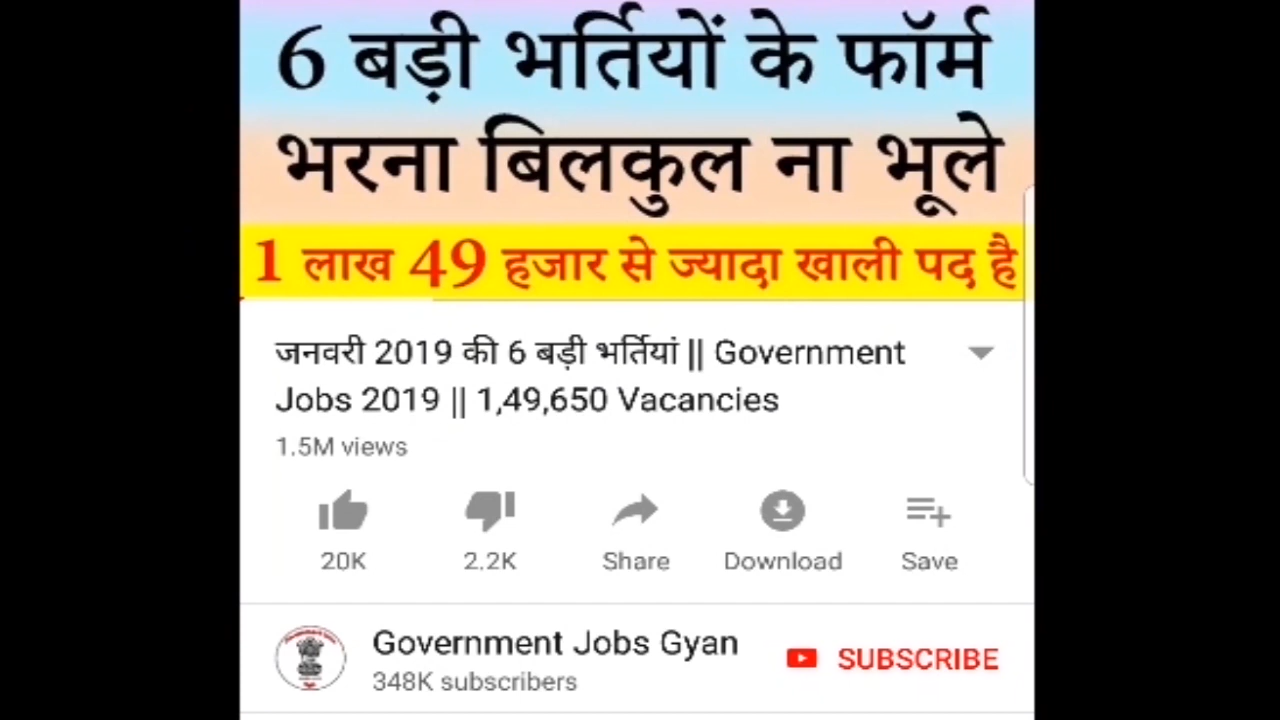 6 बड़ी भर्तियों के फॉर्म
भरना बिलकुल ना भूले
1 लाख 49 हजार से ज्यादा खाली पद है
जनवरी 2019 की 6 बड़ी भर्तियां || Government
Jobs 2019 || 1,49,650 Vacancies
1.5M views
20K 2.2K Share Download Save
Government Jobs Gyan
348K subscribers
SUBSCRIBE